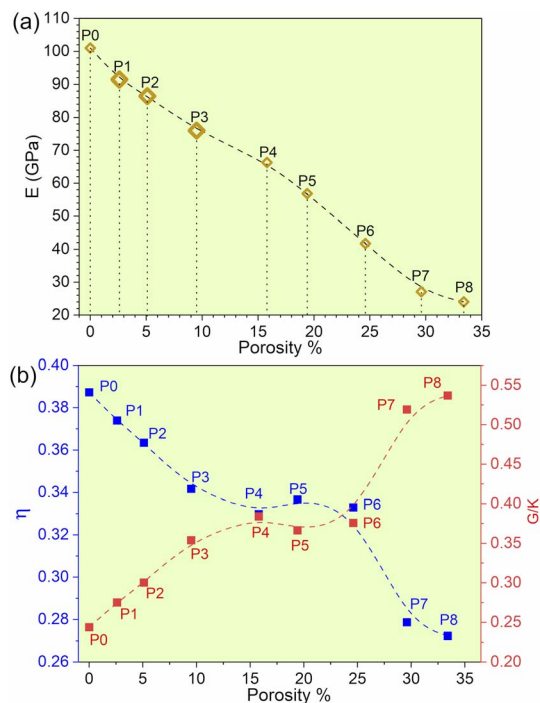 (a)
110
100
90
80
70
60
50
40
30
20
E (GPa)
P0
P1
P2
P3
P4
P5
P6
P7
P8
0 5 10 15 20 25 30 35
Porosity %
(b)
0.40
0.38
0.36
0.34
0.32
0.30
0.28
0.26
η
P0
P1
P2
P3
P4
P5
P6
P7
P8
P0
P1
P2
P3
P4
P5
P6
P7
P8
0.55
0.50
0.45
0.40
0.35
0.30
0.25
0.20
G/K
0 5 10 15 20 25 30 35
Porosity %